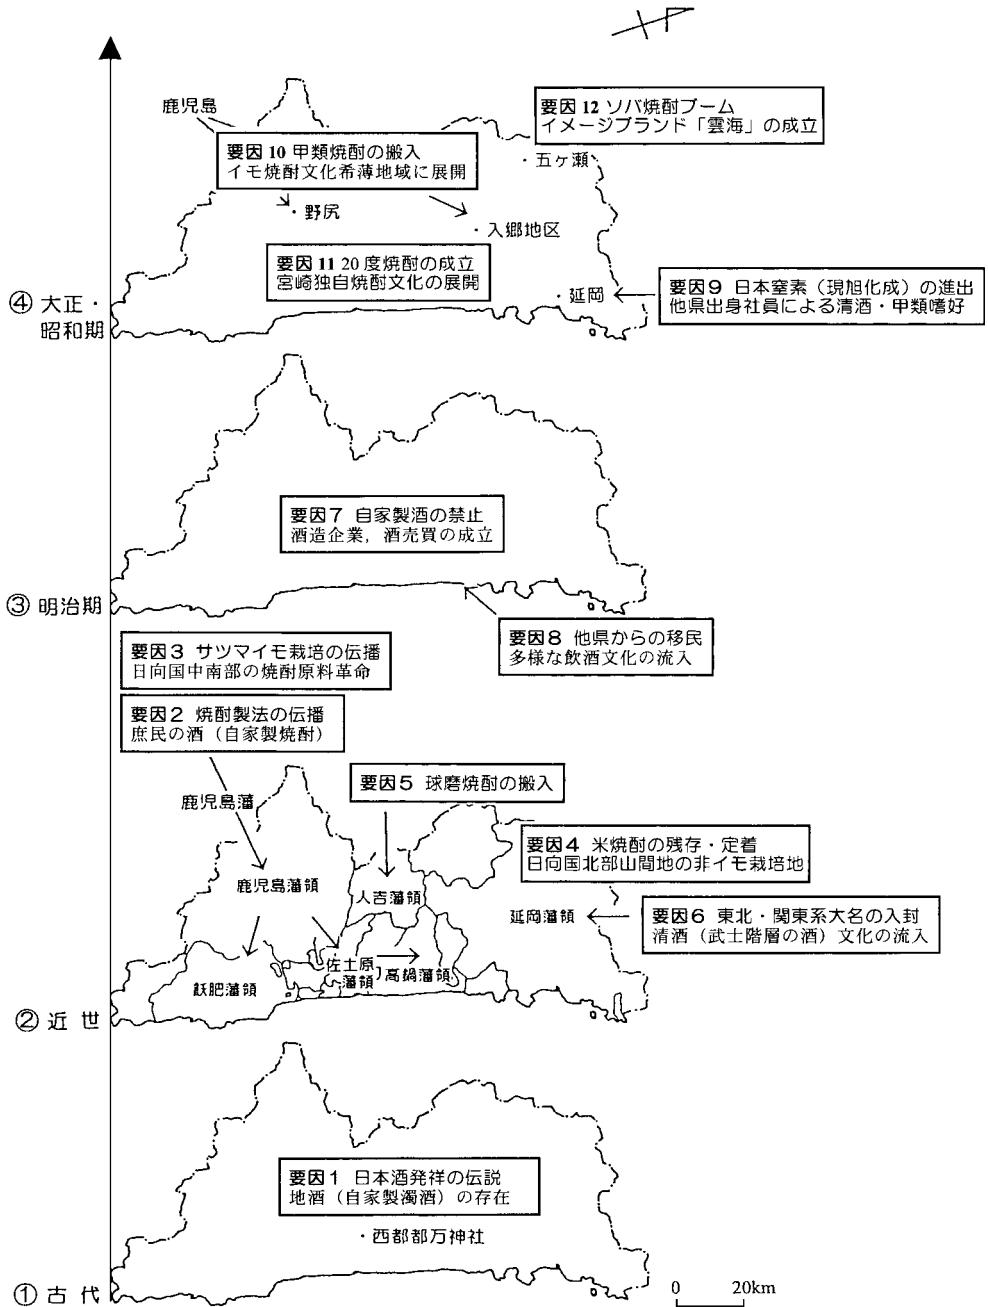 鹿児島
要因 12 ソバ焼酎ブーム
イメージブランド「雲海」の成立
要因 10 甲類焼酎の搬入
イモ焼酎文化希薄地域に展開
・五ヶ瀬
・野尻
・入郷地区
要因 11 20度焼酎の成立
宮崎独自焼酎文化の展開
・延岡
要因9 日本窒素(現旭化成)の進出
他県出身社員による清酒・甲類嗜好
④ 大正・
昭和期
要因7 自家製酒の禁止
酒造企業,酒売買の成立
③ 明治期
要因8 他県からの移民
多様な飲酒文化の流入
要因3 サツマイモ栽培の伝播
日向国中南部の焼酎原料革命
要因2 焼酎製法の伝播
庶民の酒(自家製焼酎)
要因5 球磨焼酎の搬入
鹿児島藩
要因4 米焼酎の残存・定着
日向国北部山間地の非イモ栽培地
鹿児島藩領
人吉藩領
延岡藩領
要因6 東北・関東系大名の入封
清酒(武士階層の酒)文化の流入
佐土原
藩領
高鍋藩領
飫肥藩領
② 近世
要因1 日本酒発祥の伝説
地酒(自家製濁酒)の存在
・西都都万神社
① 古代
0 20km